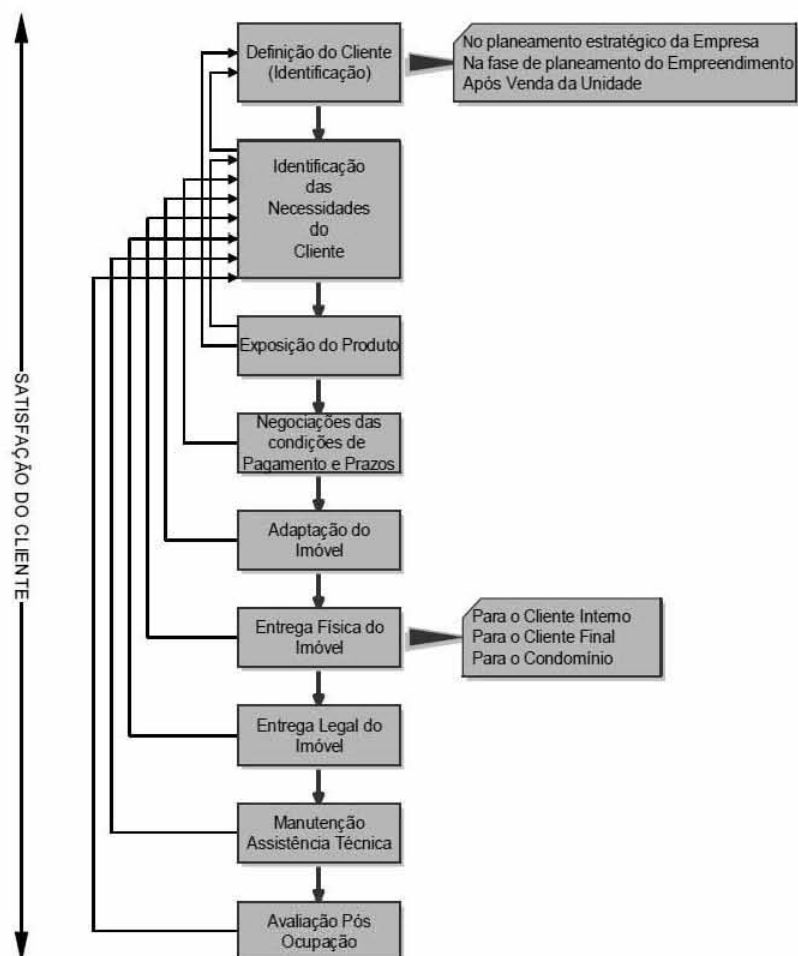 Definição do Cliente
(Identificação)
No planeamento estratégico da Empresa
Na fase de planeamento do Empreendimento
Após Venda da Unidade
Identificação
das
Necessidades
do
Cliente
Exposição do Produto
Negociações das
condições de
Pagamento e Prazos
Adaptação do
Imóvel
Entrega Física do
Imóvel
Para o Cliente Interno
Para o Cliente Final
Para o Condomínio
Entrega Legal do
Imóvel
Manutenção
Assistência Técnica
Avaliação Pós
Ocupação
SATISFAÇÃO DO CLIENTE